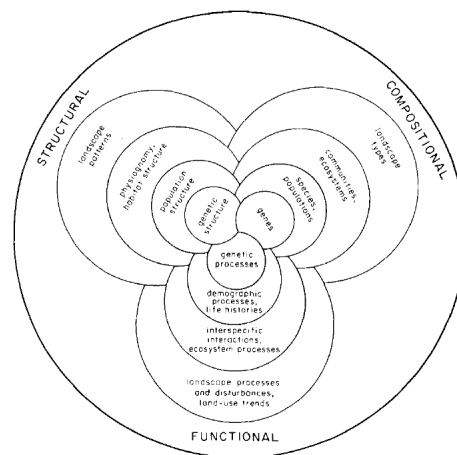 STRUCTURAL
landscape
patterns
physiognomy,
habitat structure
population
structure
genetic
structure
COMPOSITIONAL
landscape
types
communities,
ecosystems
species,
populations
genes
genetic
processes
demographic
processes,
life histories
interspecific
interactions,
ecosystem processes
landscape processes
and disturbances,
land-use trends
FUNCTIONAL